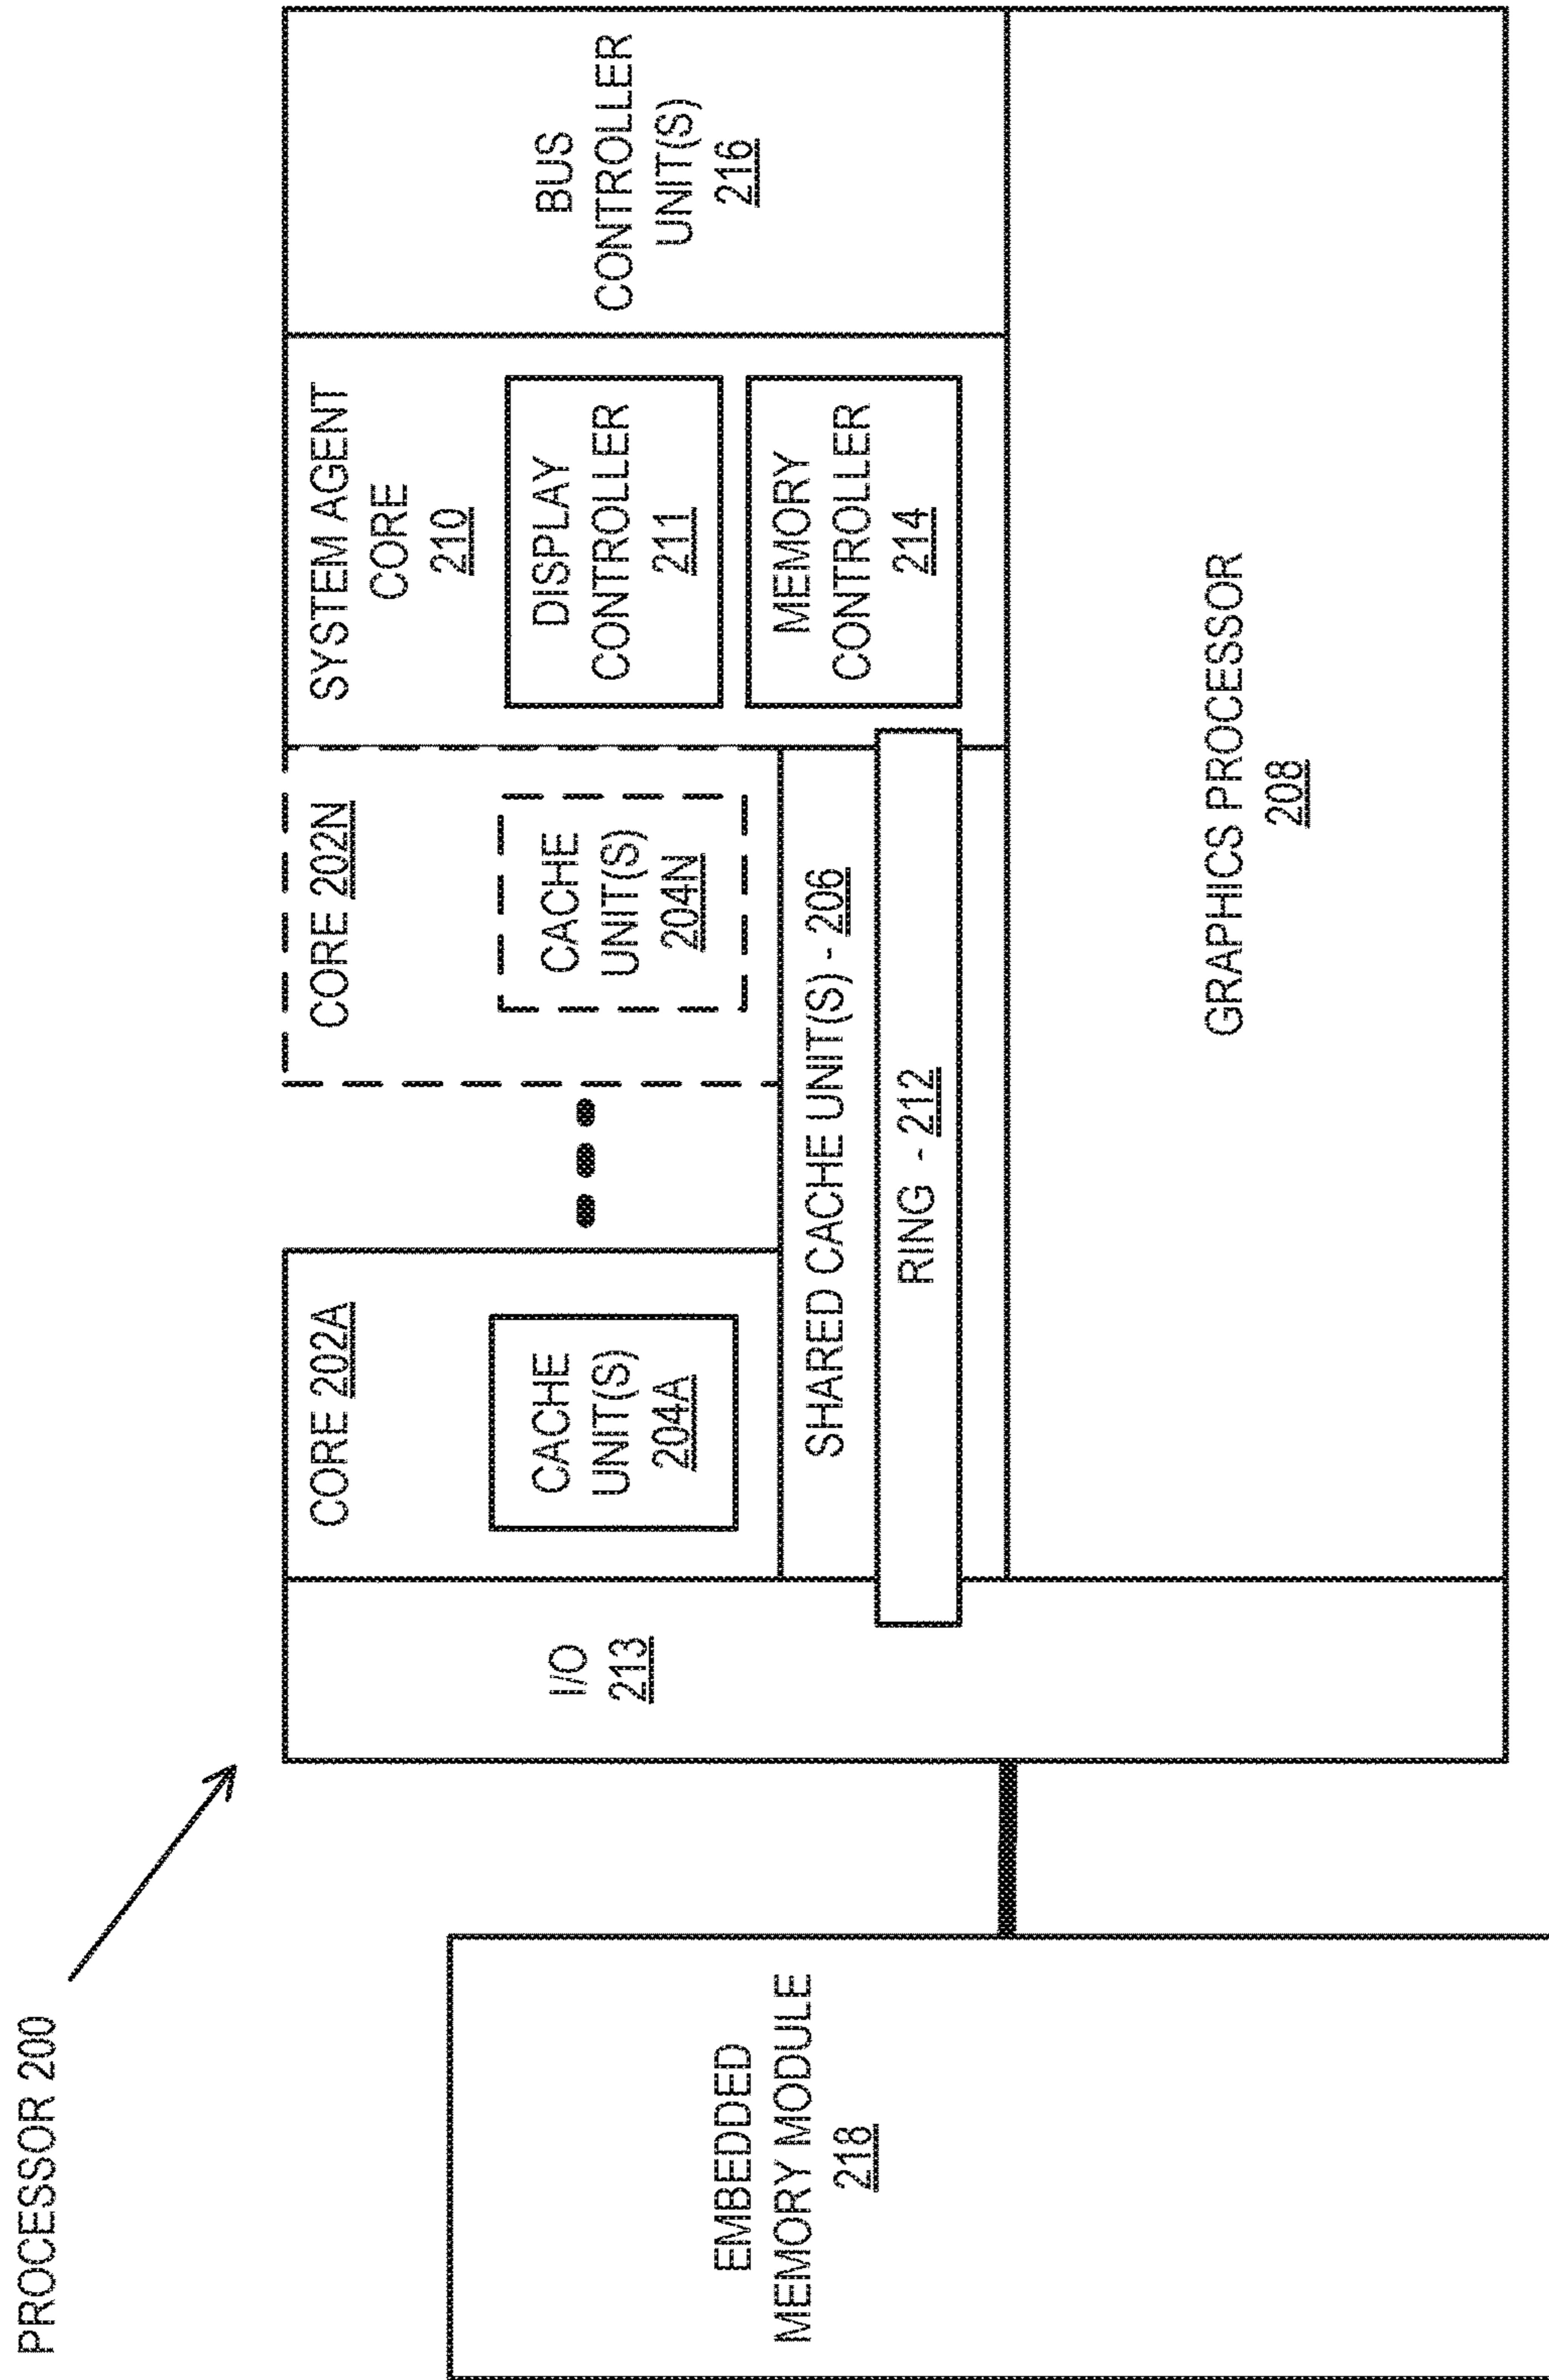 PROCESSOR 200
EMBEDDED
MEMORY MODULE
218
I/O
213
CORE 202A
CACHE
UNIT(S)
204A
CORE 202N
CACHE
UNIT(S)
204N
SHARED CACHE UNIT(S) - 206
RING - 212
SYSTEM AGENT
CORE
210
DISPLAY
CONTROLLER
211
MEMORY
CONTROLLER
214
BUS
CONTROLLER
UNIT(S)
216
GRAPHICS PROCESSOR
208